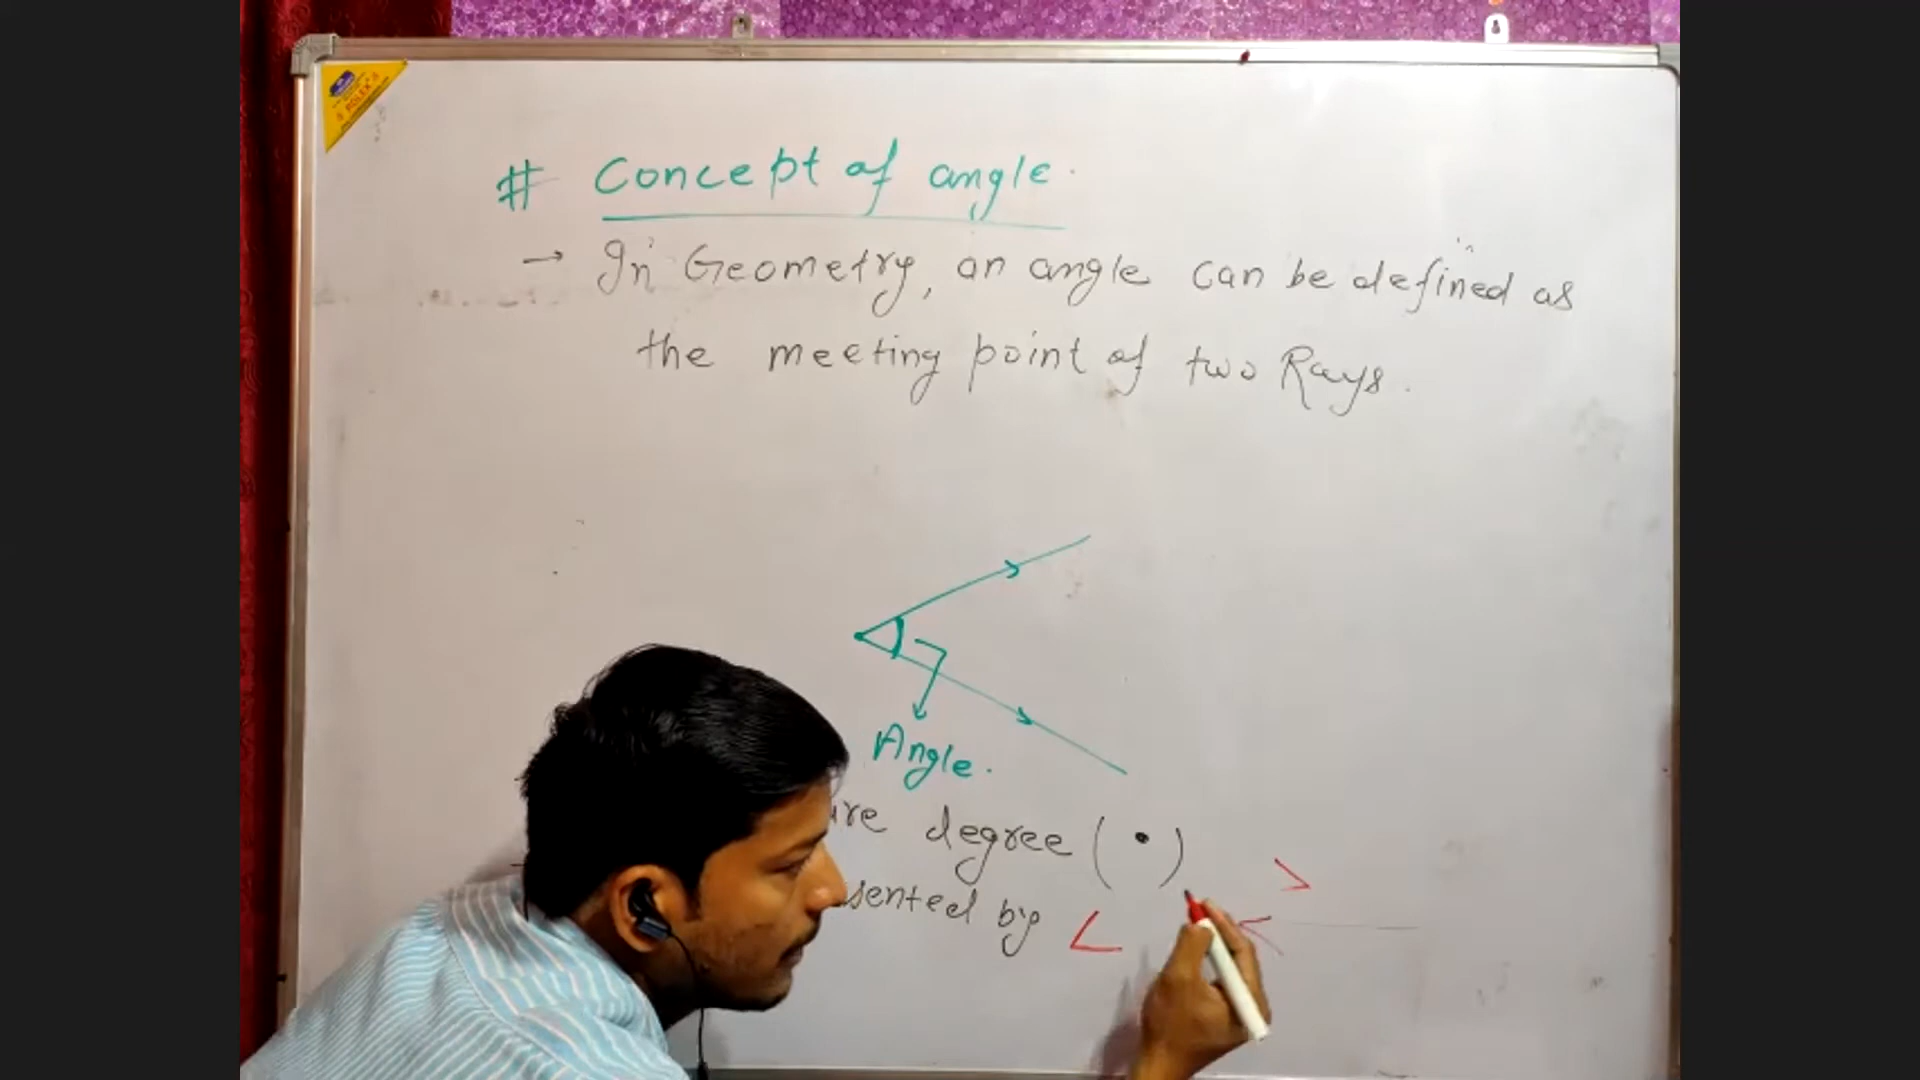 # Concept of angle.
→ In Geometry, an angle can be defined as
the meeting point of two Rays.
Angle.
degree (•)
by ∠
ROLEX